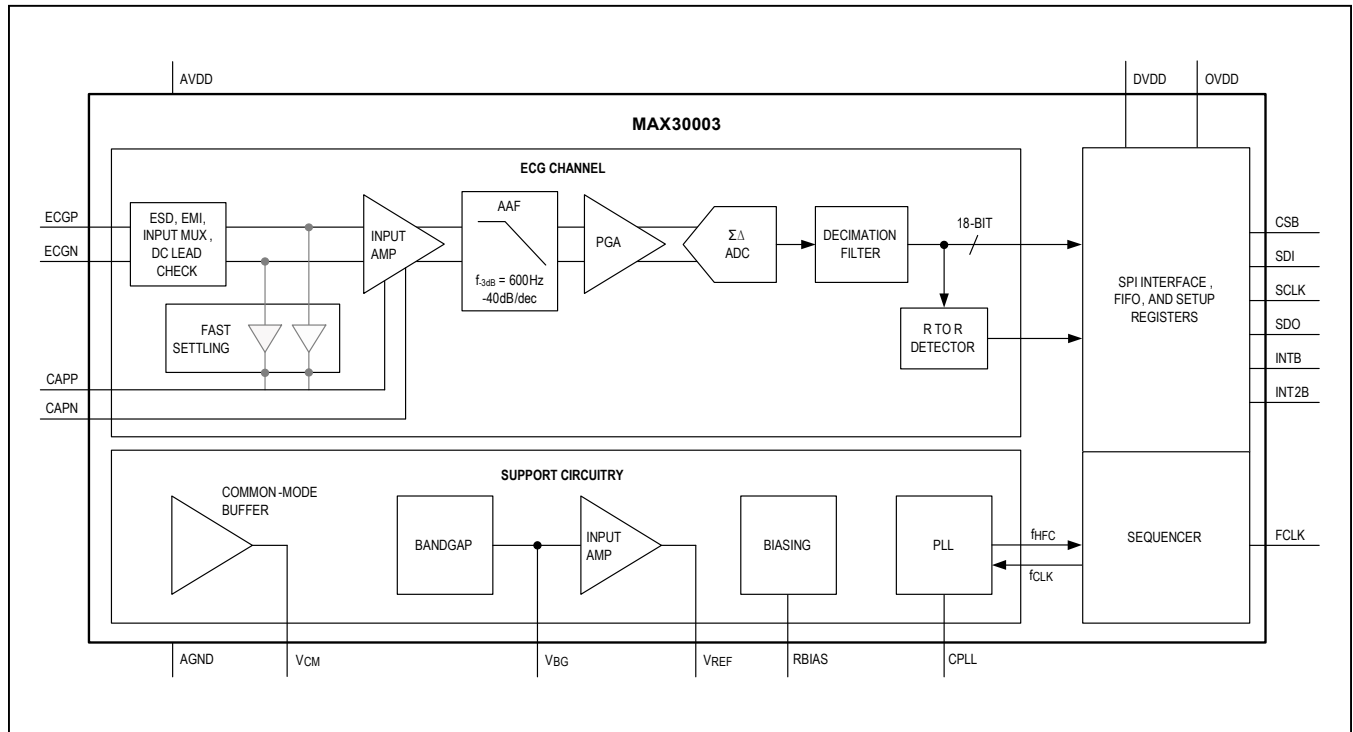 AVDD
DVDD
OVDD
MAX30003
ECG CHANNEL
ECGP
ECGN
ESD, EMI,
INPUT MUX ,
DC LEAD
CHECK
INPUT
AMP
AAF
f-3dB = 600Hz
-40dB/dec
PGA
ΣΔ
ADC
DECIMATION
FILTER
18-BIT
R TO R
DETECTOR
FAST
SETTLING
CAPP
CAPN
SPI INTERFACE ,
FIFO, AND SETUP
REGISTERS
CSB
SDI
SCLK
SDO
INTB
INT2B
SUPPORT CIRCUITRY
COMMON-MODE
BUFFER
BANDGAP
INPUT
AMP
BIASING
PLL
fHFC
fCLK
SEQUENCER
FCLK
AGND
VCM
VBG
VREF
RBIAS
CPLL